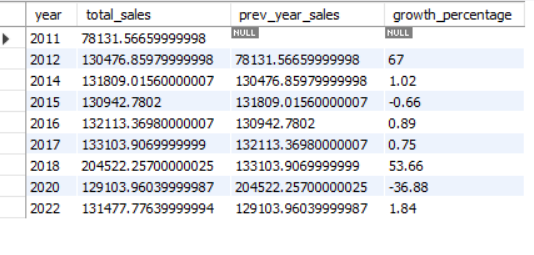 year total_sales prev_year_sales growth_percentage
2011 78131.56659999998 NULL NULL
2012 130476.85979999998 78131.56659999998 67
2014 131809.01560000007 130476.85979999998 1.02
2015 130942.7802 131809.01560000007 -0.66
2016 132113.36980000007 130942.7802 0.89
2017 133103.9069999999 132113.36980000007 0.75
2018 204522.25700000025 133103.9069999999 53.66
2020 129103.96039999987 204522.25700000025 -36.88
2022 131477.77639999994 129103.96039999987 1.84